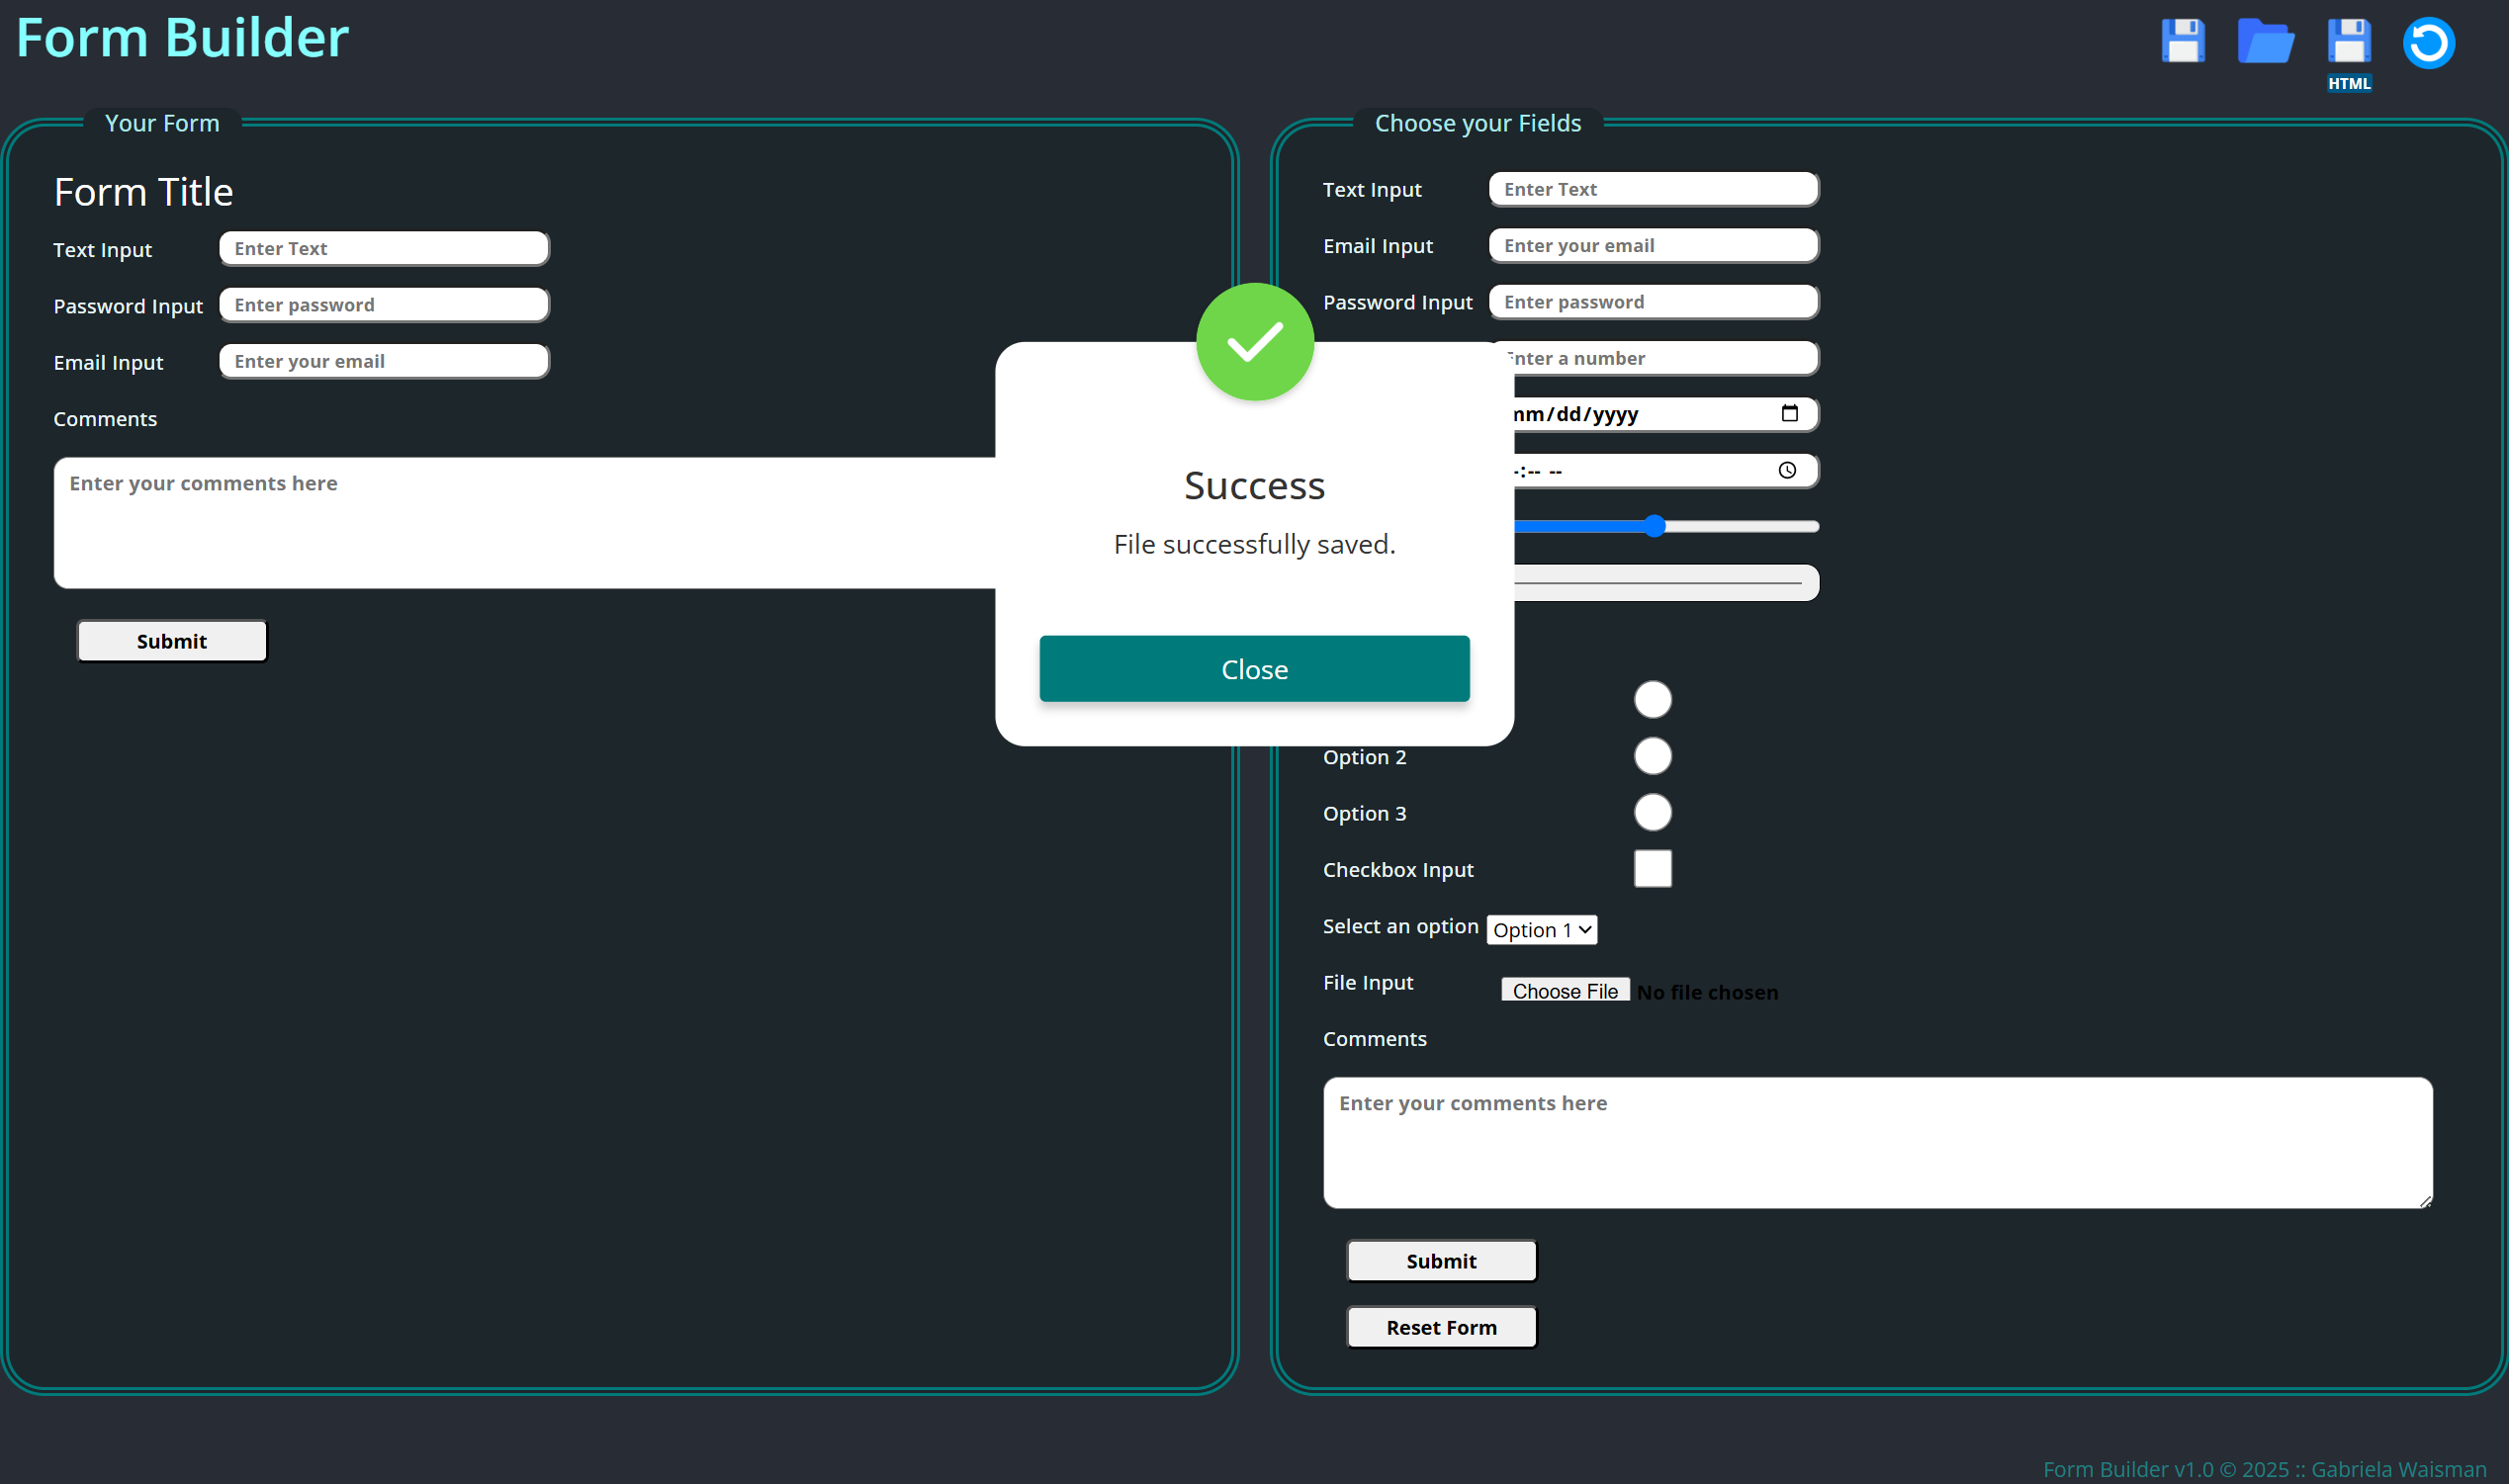 Form Builder
HTML
Your Form
Form Title
Text Input
Enter Text
Password Input
Enter password
Email Input
Enter your email
Comments
Enter your comments here
Submit
Choose your Fields
Text Input
Enter Text
Email Input
Enter your email
Password Input
Enter password
Enter a number
mm/dd/yyyy
-:-- --
Option 2
Option 3
Checkbox Input
Select an option
Option 1
File Input
Choose File
No file chosen
Comments
Enter your comments here
Submit
Reset Form
Success
File successfully saved.
Close
Form Builder v1.0 © 2025 :: Gabriela Waisman